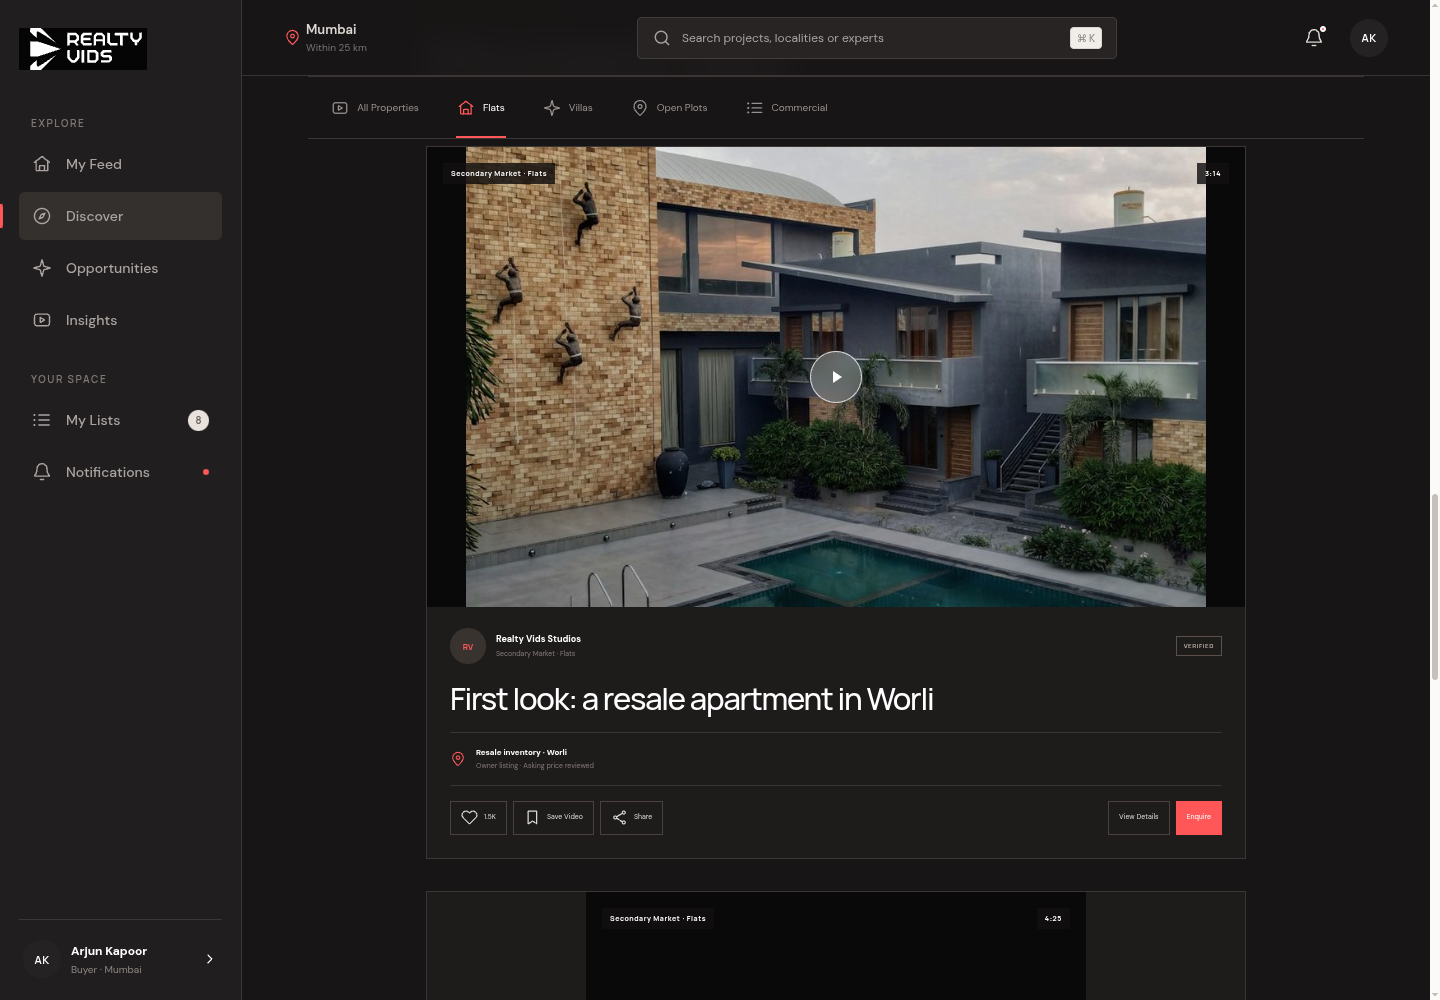 REALTY
VIDS
EXPLORE
My Feed
Discover
Opportunities
Insights
YOUR SPACE
My Lists
8
Notifications
AK
Arjun Kapoor
Buyer · Mumbai
Mumbai
Within 25 km
Search projects, localities or experts
⌘ K
AK
All Properties
Flats
Villas
Open Plots
Commercial
Secondary Market · Flats
3:14
RV
Realty Vids Studios
Secondary Market · Flats
VERIFIED
First look: a resale apartment in Worli
Resale inventory · Worli
Owner listing · Asking price reviewed
1.5K
Save Video
Share
View Details
Enquire
Secondary Market · Flats
4:25